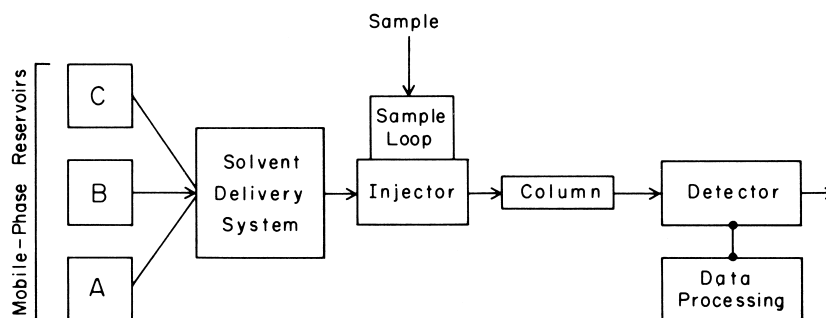 Sample
Mobile-Phase Reservoirs
C
B
A
Solvent
Delivery
System
Sample
Loop
Injector
Column
Detector
Data
Processing